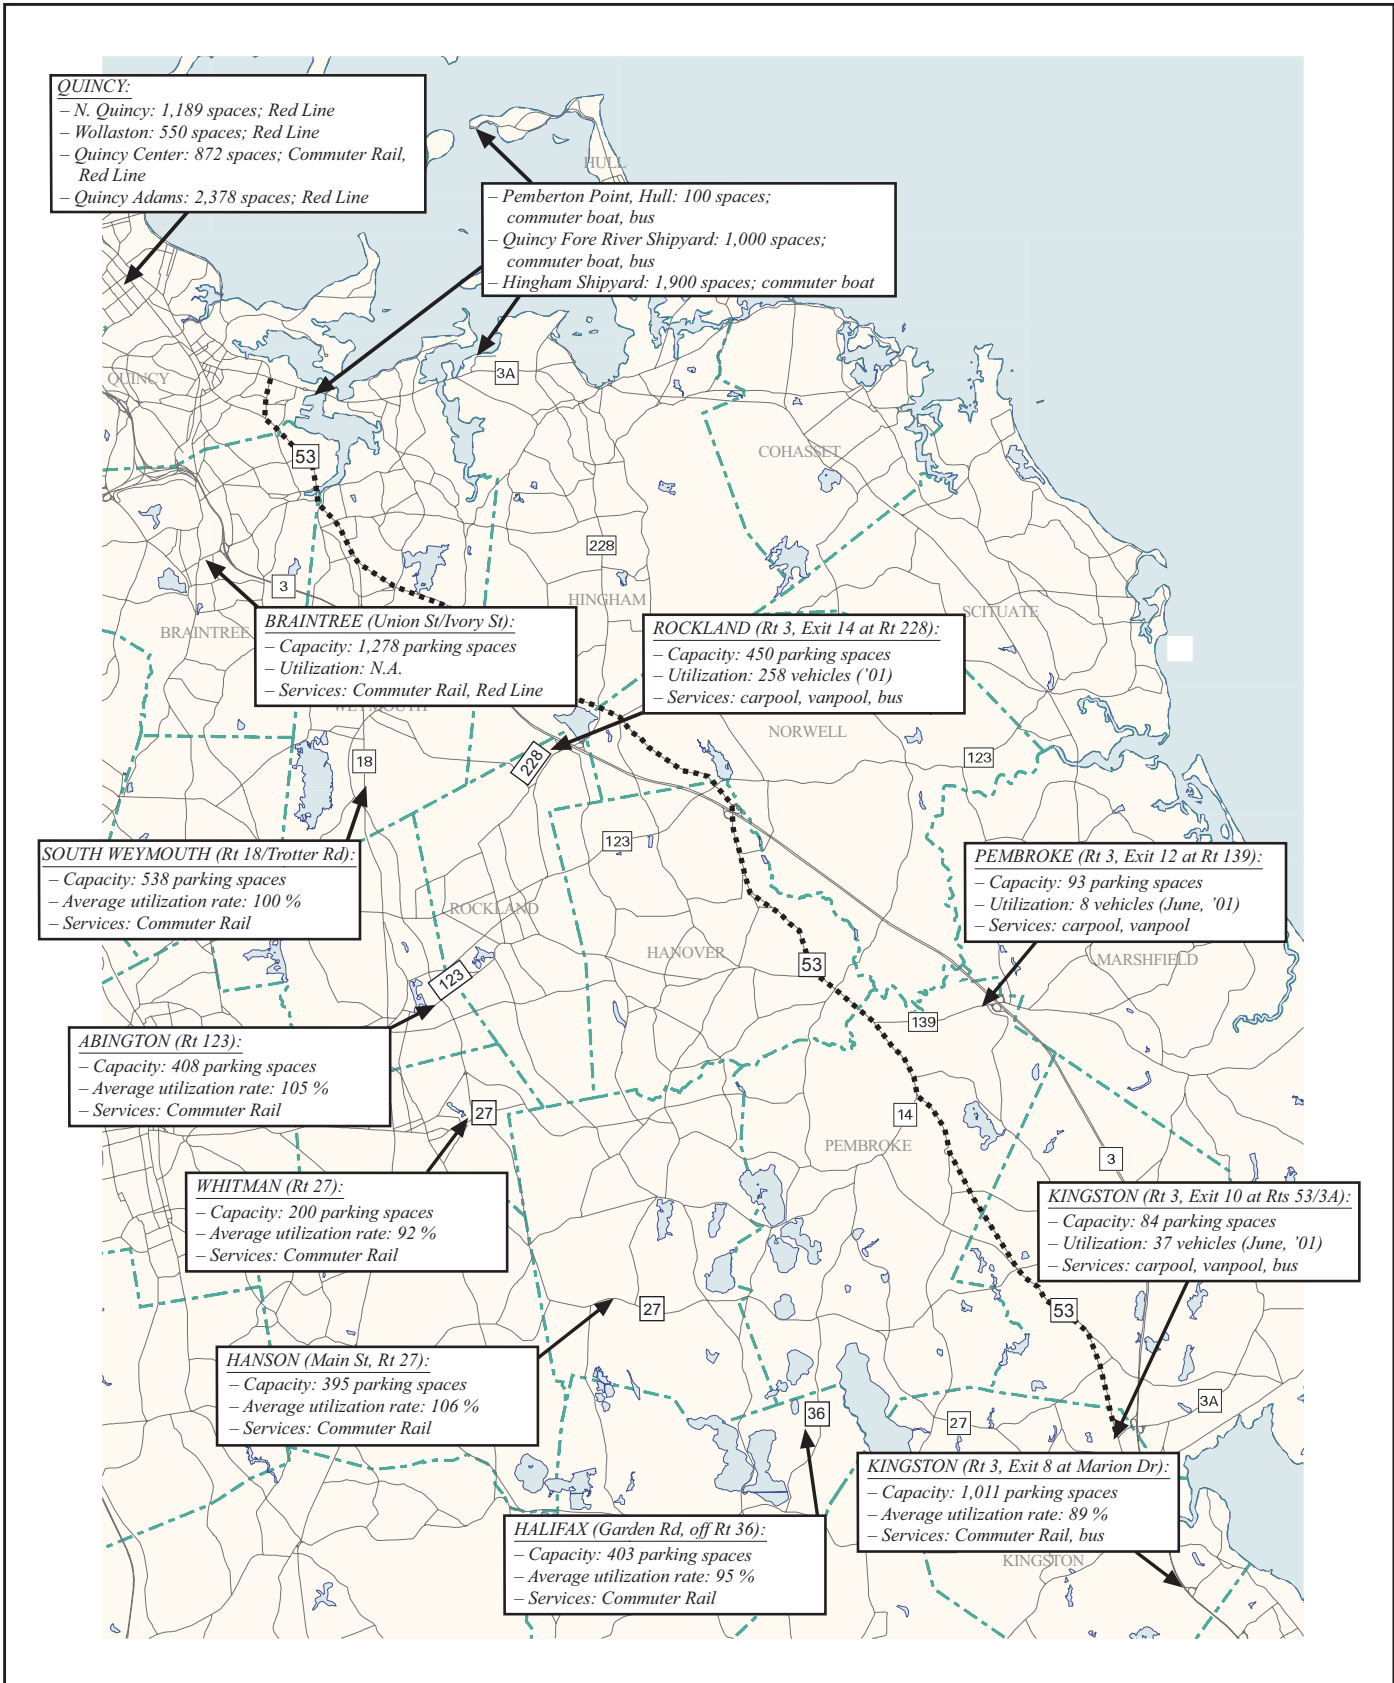 QUINCY:
– N. Quincy: 1,189 spaces; Red Line
– Wollaston: 550 spaces; Red Line
– Quincy Center: 872 spaces; Commuter Rail,
Red Line
– Quincy Adams: 2,378 spaces; Red Line
HULL
– Pemberton Point, Hull: 100 spaces;
commuter boat, bus
– Quincy Fore River Shipyard: 1,000 spaces;
commuter boat, bus
– Hingham Shipyard: 1,900 spaces; commuter boat
3A
QUINCY
53
COHASSET
228
3
HINGHAM
SCITUATE
BRAINTREE
BRAINTREE (Union St/Ivory St):
– Capacity: 1,278 parking spaces
– Utilization: N.A.
– Services: Commuter Rail, Red Line
ROCKLAND (Rt 3, Exit 14 at Rt 228):
– Capacity: 450 parking spaces
– Utilization: 258 vehicles (’01)
– Services: carpool, vanpool, bus
WEYMOUTH
NORWELL
18
228
123
123
SOUTH WEYMOUTH (Rt 18/Trotter Rd):
– Capacity: 538 parking spaces
– Average utilization rate: 100 %
– Services: Commuter Rail
PEMBROKE (Rt 3, Exit 12 at Rt 139):
– Capacity: 93 parking spaces
– Utilization: 8 vehicles (June, ’01)
– Services: carpool, vanpool
ROCKLAND
HANOVER
53
MARSHFIELD
123
139
ABINGTON (Rt 123):
– Capacity: 408 parking spaces
– Average utilization rate: 105 %
– Services: Commuter Rail
27
14
PEMBROKE
3
WHITMAN (Rt 27):
– Capacity: 200 parking spaces
– Average utilization rate: 92 %
– Services: Commuter Rail
KINGSTON (Rt 3, Exit 10 at Rts 53/3A):
– Capacity: 84 parking spaces
– Utilization: 37 vehicles (June, ’01)
– Services: carpool, vanpool, bus
27
53
HANSON (Main St, Rt 27):
– Capacity: 395 parking spaces
– Average utilization rate: 106 %
– Services: Commuter Rail
36
27
3A
KINGSTON (Rt 3, Exit 8 at Marion Dr):
– Capacity: 1,011 parking spaces
– Average utilization rate: 89 %
– Services: Commuter Rail, bus
HALIFAX (Garden Rd, off Rt 36):
– Capacity: 403 parking spaces
– Average utilization rate: 95 %
– Services: Commuter Rail
KINGSTON